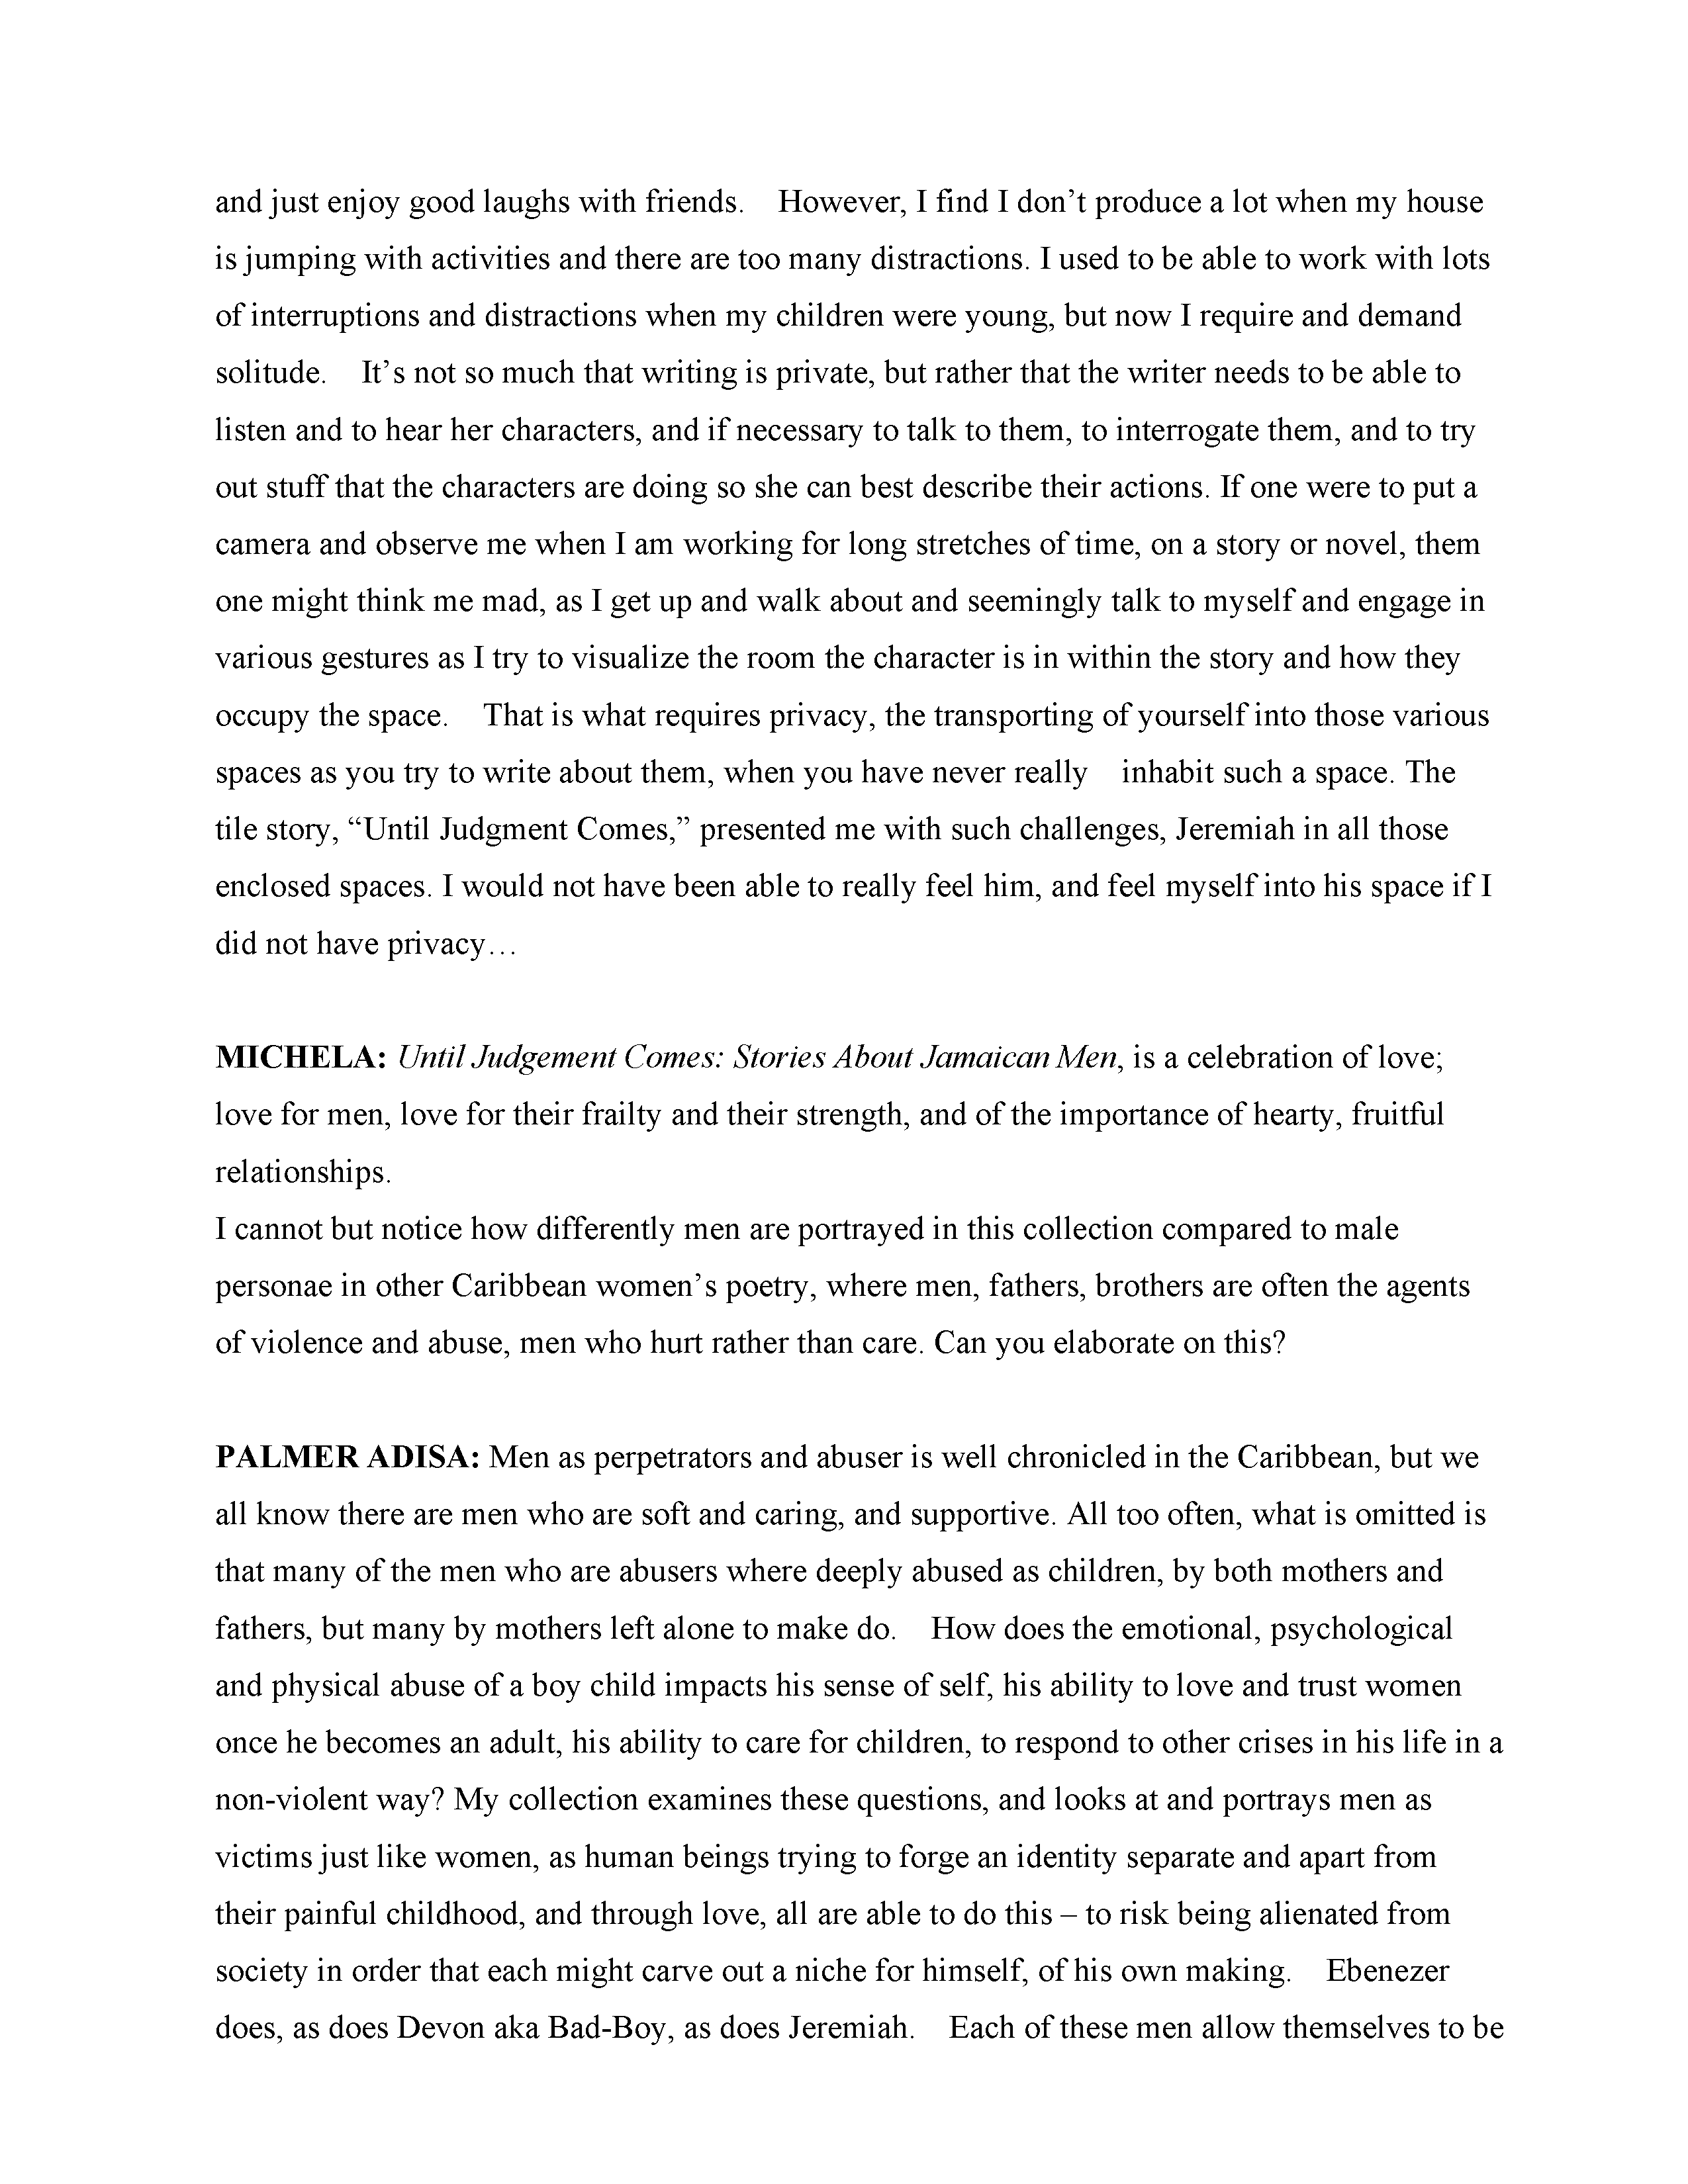 and just enjoy good laughs with friends.    However, I find I don’t produce a lot when my house
is jumping with activities and there are too many distractions. I used to be able to work with lots
of interruptions and distractions when my children were young, but now I require and demand
solitude.    It’s not so much that writing is private, but rather that the writer needs to be able to
listen and to hear her characters, and if necessary to talk to them, to interrogate them, and to try
out stuff that the characters are doing so she can best describe their actions. If one were to put a
camera and observe me when I am working for long stretches of time, on a story or novel, them
one might think me mad, as I get up and walk about and seemingly talk to myself and engage in
various gestures as I try to visualize the room the character is in within the story and how they
occupy the space.    That is what requires privacy, the transporting of yourself into those various
spaces as you try to write about them, when you have never really    inhabit such a space. The
tile story, “Until Judgment Comes,” presented me with such challenges, Jeremiah in all those
enclosed spaces. I would not have been able to really feel him, and feel myself into his space if I
did not have privacy…
MICHELA: Until Judgement Comes: Stories About Jamaican Men, is a celebration of love;
love for men, love for their frailty and their strength, and of the importance of hearty, fruitful
relationships.
I cannot but notice how differently men are portrayed in this collection compared to male
personae in other Caribbean women’s poetry, where men, fathers, brothers are often the agents
of violence and abuse, men who hurt rather than care. Can you elaborate on this?
PALMER ADISA: Men as perpetrators and abuser is well chronicled in the Caribbean, but we
all know there are men who are soft and caring, and supportive. All too often, what is omitted is
that many of the men who are abusers where deeply abused as children, by both mothers and
fathers, but many by mothers left alone to make do.    How does the emotional, psychological
and physical abuse of a boy child impacts his sense of self, his ability to love and trust women
once he becomes an adult, his ability to care for children, to respond to other crises in his life in a
non-violent way? My collection examines these questions, and looks at and portrays men as
victims just like women, as human beings trying to forge an identity separate and apart from
their painful childhood, and through love, all are able to do this – to risk being alienated from
society in order that each might carve out a niche for himself, of his own making.    Ebenezer
does, as does Devon aka Bad-Boy, as does Jeremiah.    Each of these men allow themselves to be